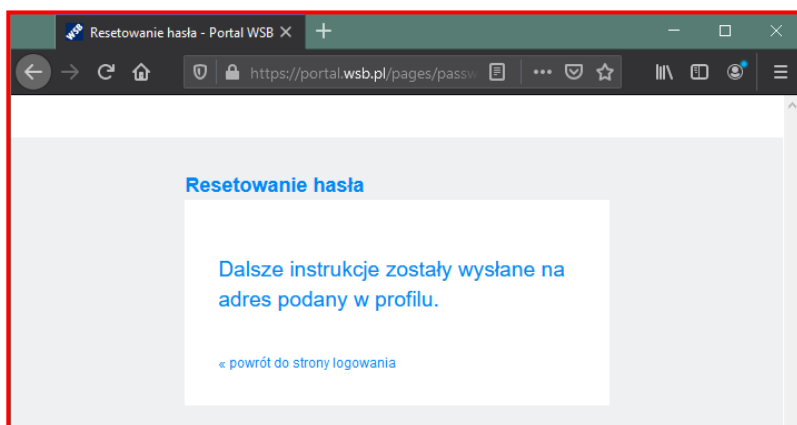 WSB
Resetowanie hasła - Portal WSB
https://portal.wsb.pl/pages/passw
Resetowanie hasła
Dalsze instrukcje zostały wysłane na
adres podany w profilu.
« powrót do strony logowania